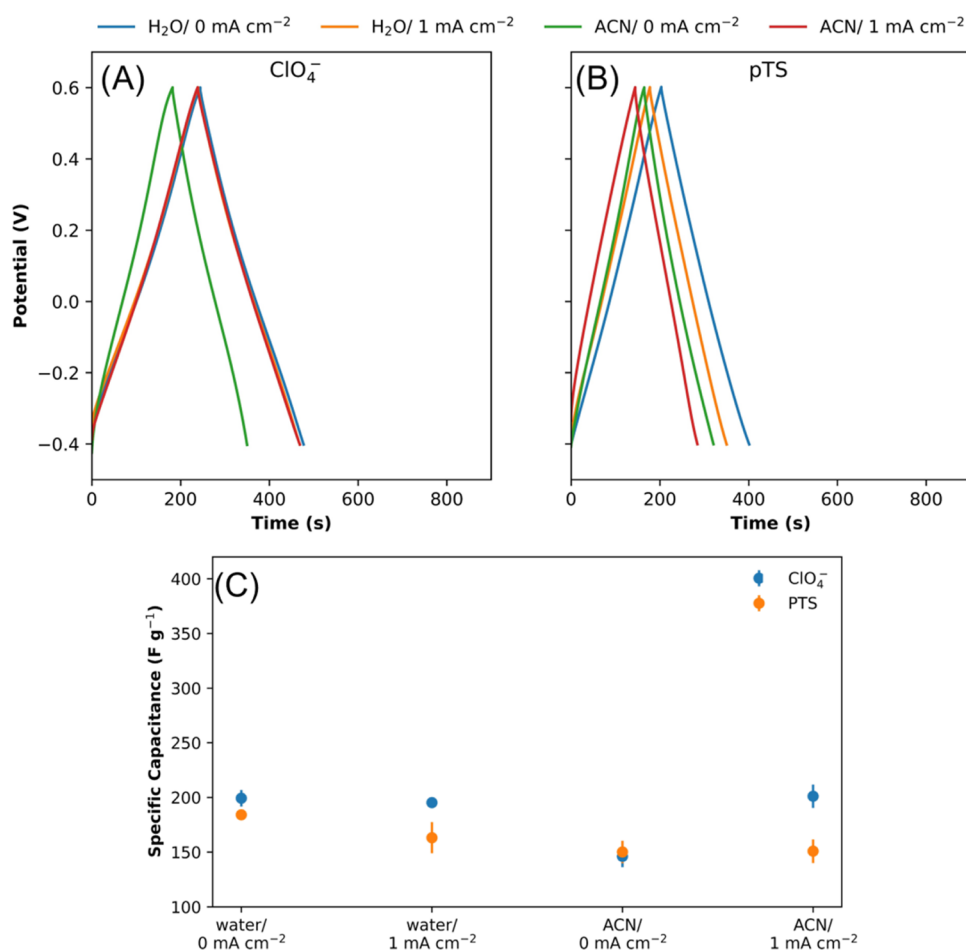 H₂O/ 0 mA cm⁻² H₂O/ 1 mA cm⁻² ACN/ 0 mA cm⁻² ACN/ 1 mA cm⁻²
(A) ClO₄⁻
Potential (V)
0.6
0.4
0.2
0.0
−0.2
−0.4
0 200 400 600 800
Time (s)
(B) pTS
0 200 400 600 800
Time (s)
(C)
ClO₄⁻
PTS
Specific Capacitance (F g⁻¹)
400
350
300
250
200
150
100
water/
0 mA cm⁻²
water/
1 mA cm⁻²
ACN/
0 mA cm⁻²
ACN/
1 mA cm⁻²